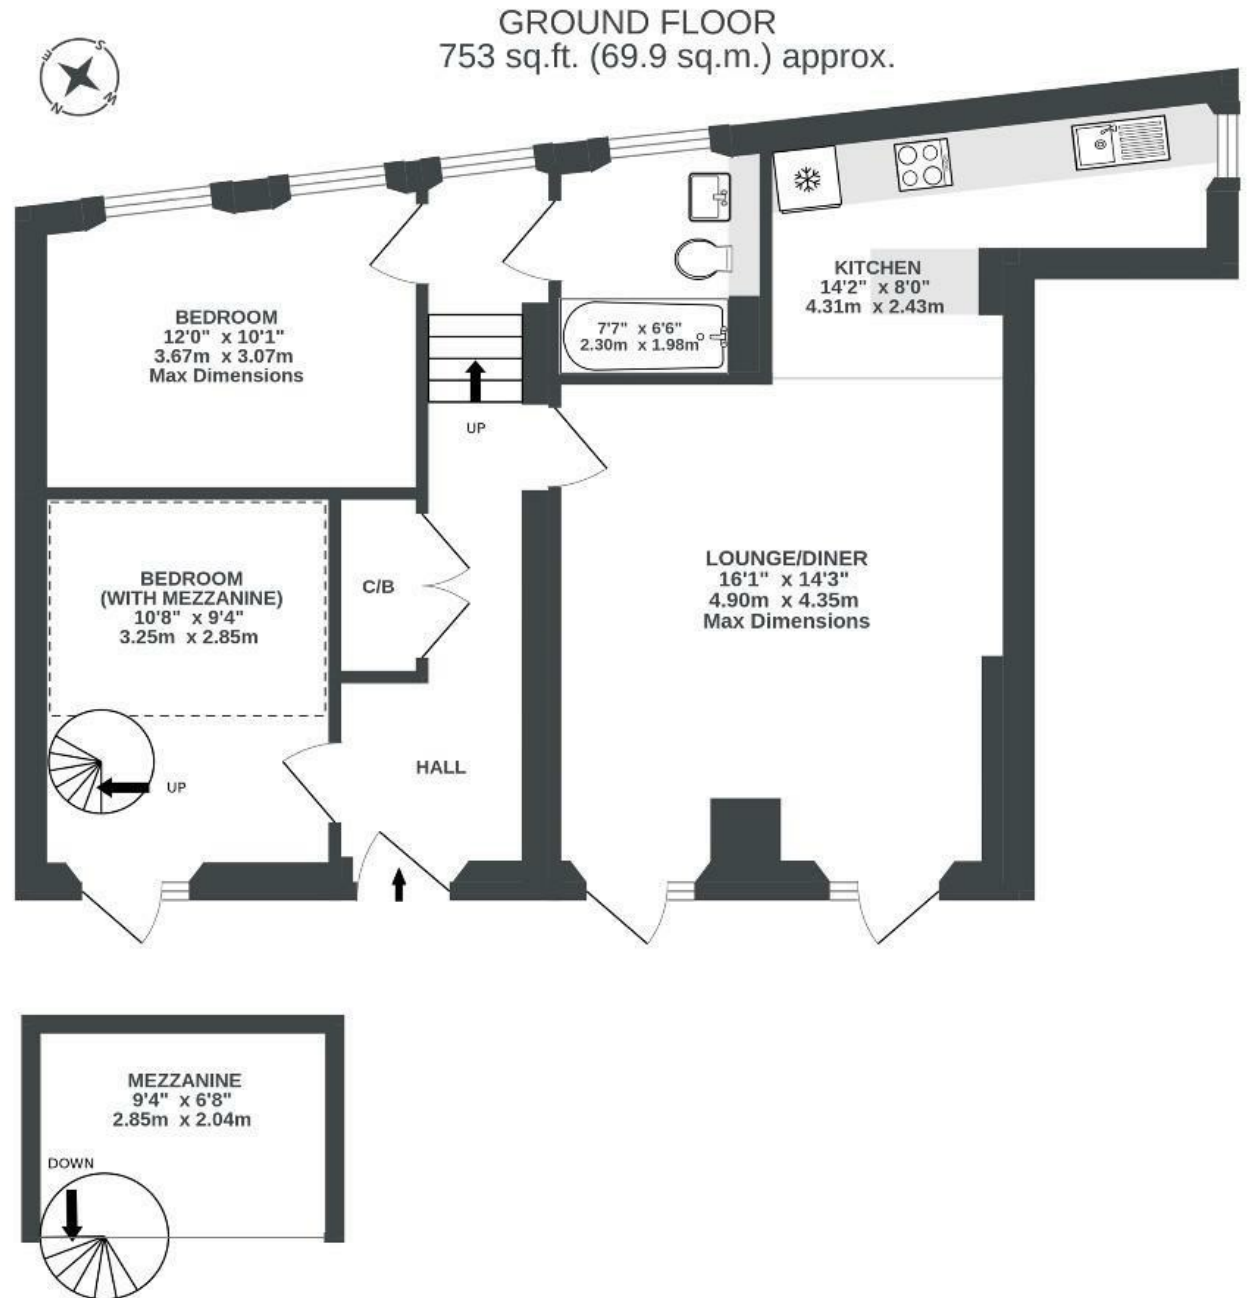 GROUND FLOOR
753 sq.ft. (69.9 sq.m.) approx.
S
E
W
N
KITCHEN
14'2" x 8'0"
4.31m x 2.43m
BEDROOM
12'0" x 10'1"
3.67m x 3.07m
Max Dimensions
7'7" x 6'6"
2.30m x 1.98m
UP
BEDROOM
(WITH MEZZANINE)
10'8" x 9'4"
3.25m x 2.85m
C/B
LOUNGE/DINER
16'1" x 14'3"
4.90m x 4.35m
Max Dimensions
UP
HALL
MEZZANINE
9'4" x 6'8"
2.85m x 2.04m
DOWN